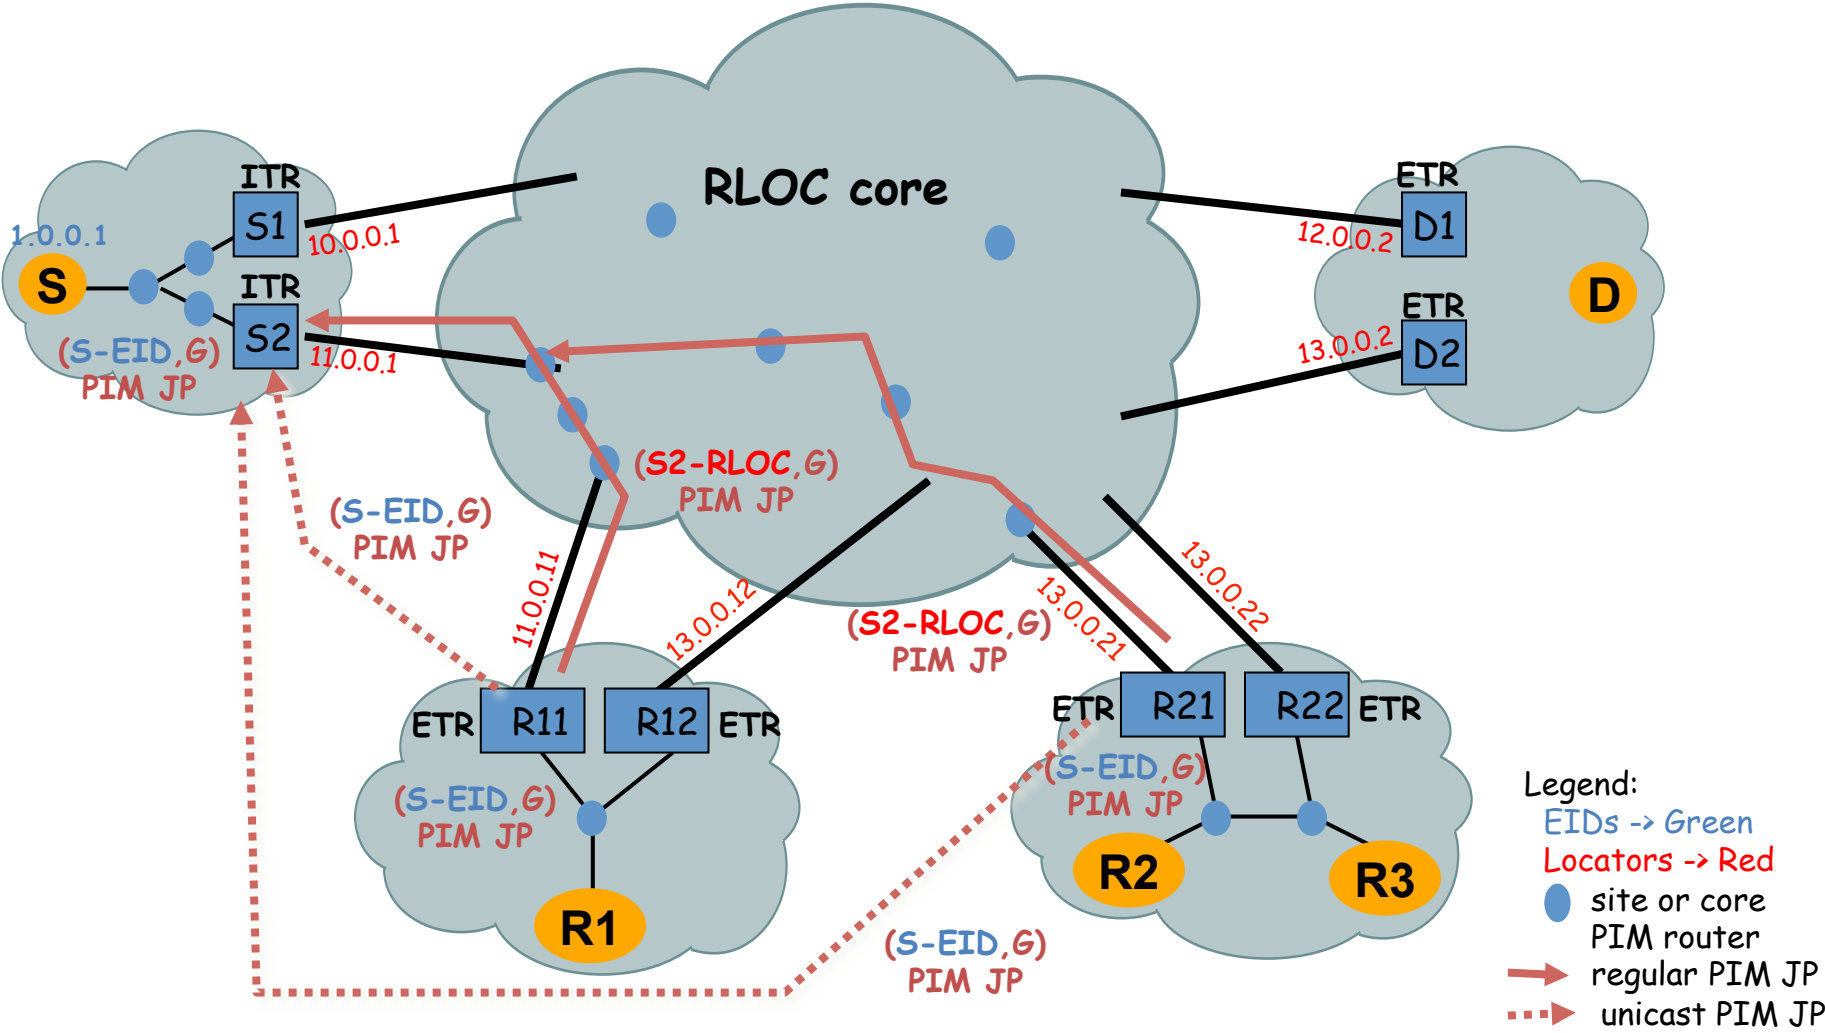 RLOC core
ITR
S1
10.0.0.1
1.0.0.1
S
ITR
S2
11.0.0.1
(S-EID,G)
PIM JP
ETR
D1
12.0.0.2
ETR
D2
13.0.0.2
D
(S2-RLOC,G)
PIM JP
(S-EID,G)
PIM JP
11.0.0.11
13.0.0.12
(S2-RLOC,G)
PIM JP
13.0.0.21
13.0.0.22
ETR
R11
R12
ETR
(S-EID,G)
PIM JP
R1
ETR
R21
R22
ETR
(S-EID,G)
PIM JP
R2
R3
(S-EID,G)
PIM JP
Legend:
EIDs -> Green
Locators -> Red
site or core
PIM router
regular PIM JP
unicast PIM JP